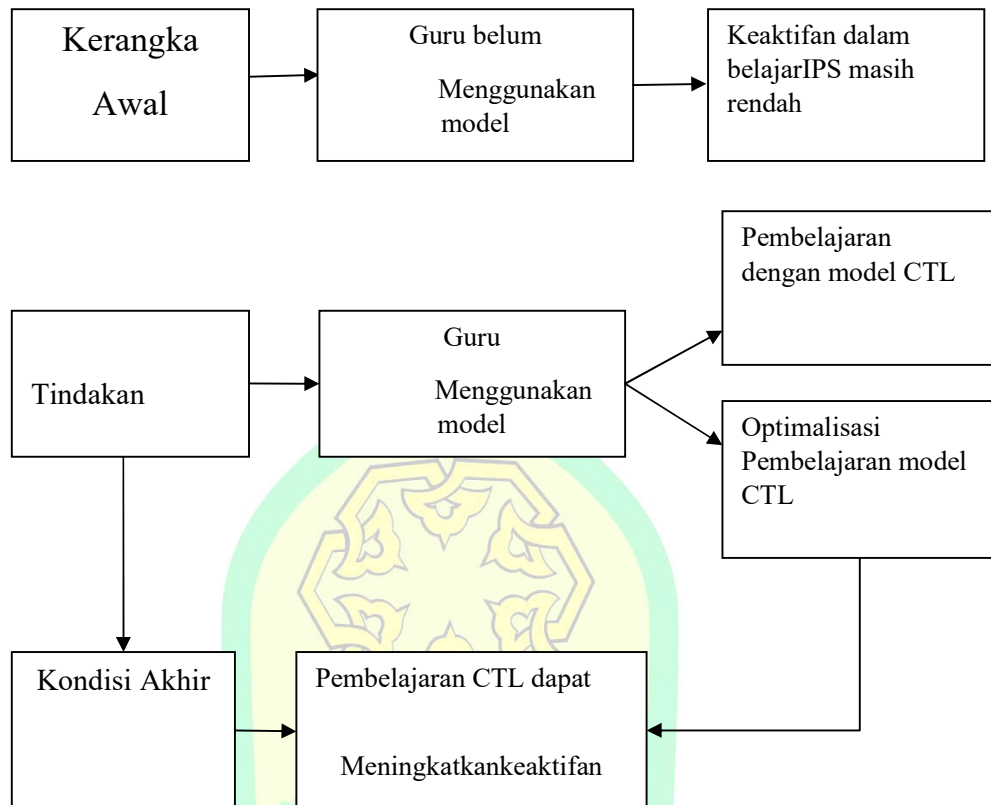 Kerangka
Awal
Guru belum
Menggunakan
model
Keaktifan dalam
belajarIPS masih
rendah
Pembelajaran
dengan model CTL
Tindakan
Guru
Menggunakan
model
Optimalisasi
Pembelajaran model
CTL
Kondisi Akhir
Pembelajaran CTL dapat
Meningkatkankeaktifan